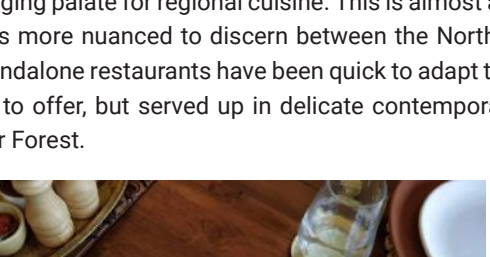 ging palate for regional cuisine. This is almost a
s more nuanced to discern between the North
ndalone restaurants have been quick to adapt t
to offer, but served up in delicate contempora
r Forest.